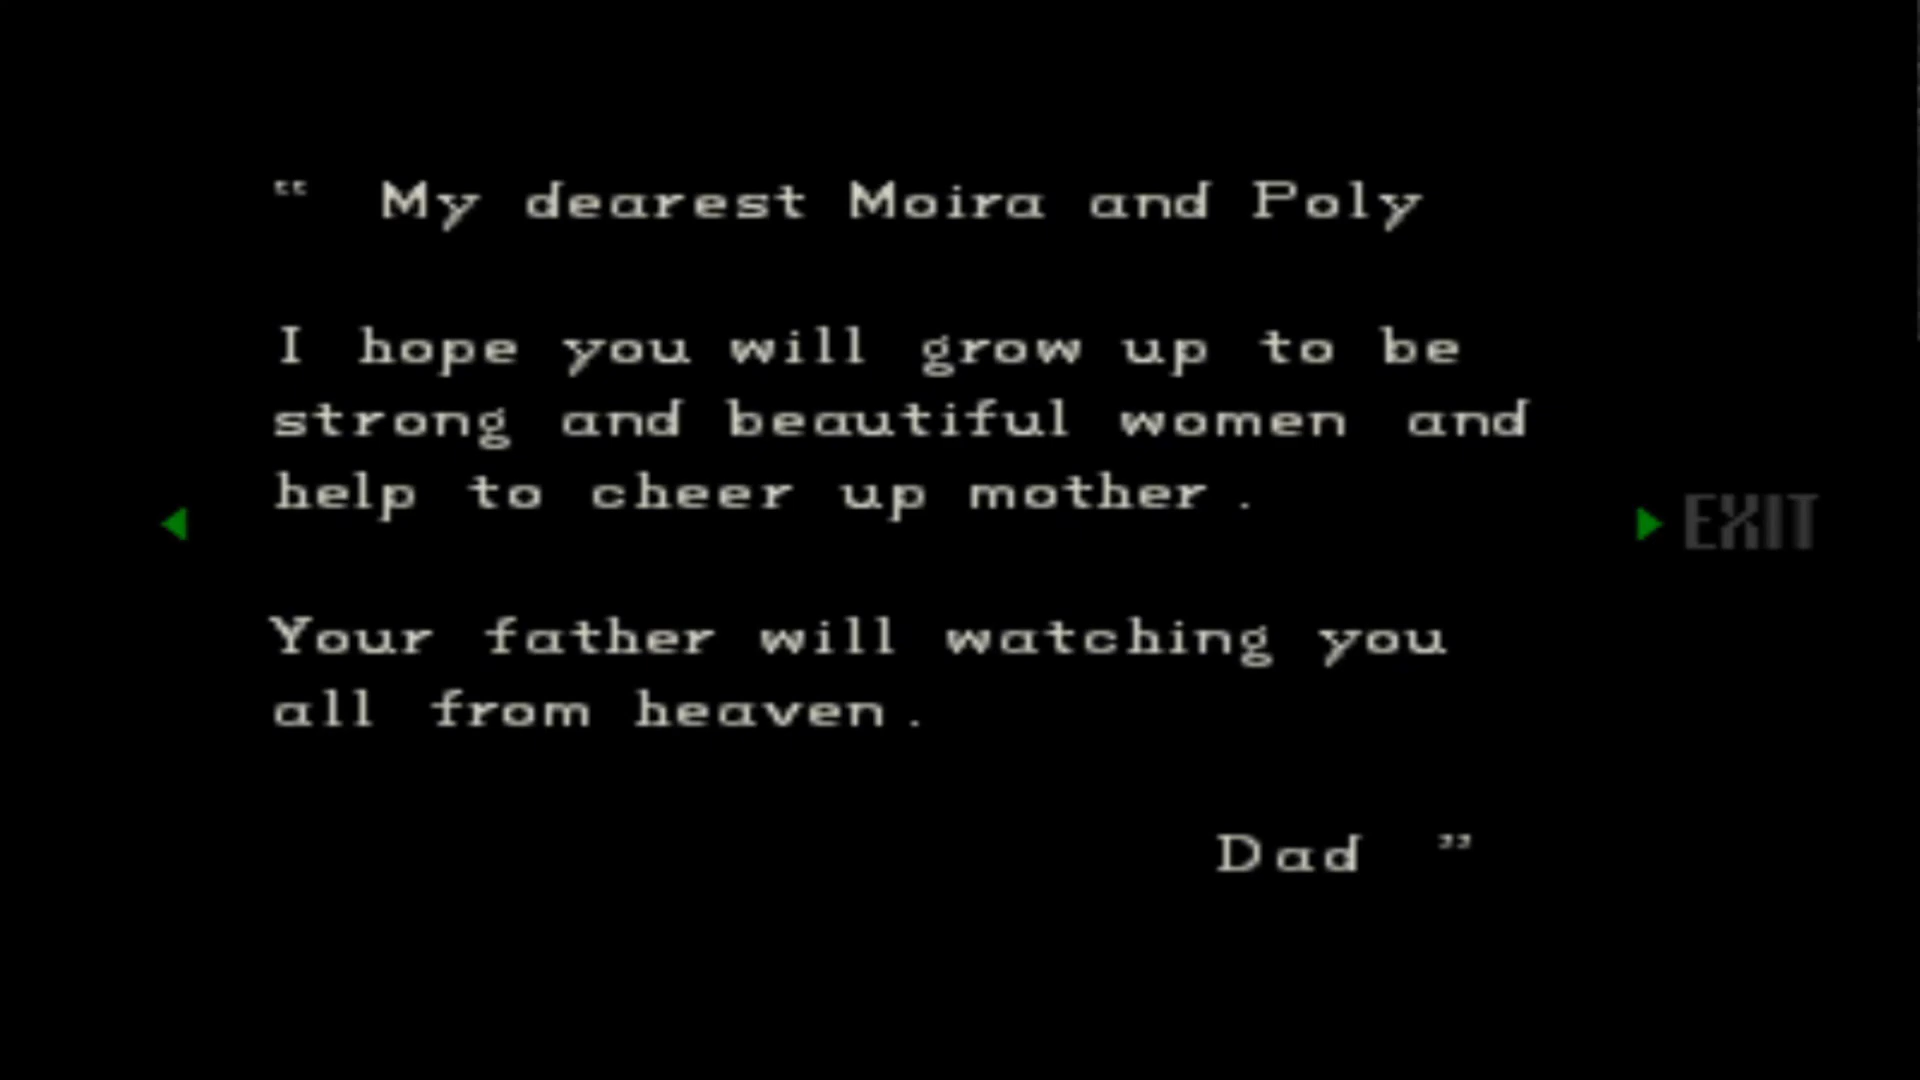 “ My dearest Moira and Poly
I hope you will grow up to be
strong and beautiful women and
help to cheer up mother .
EXIT
Your father will watching you
all from heaven .
Dad ”